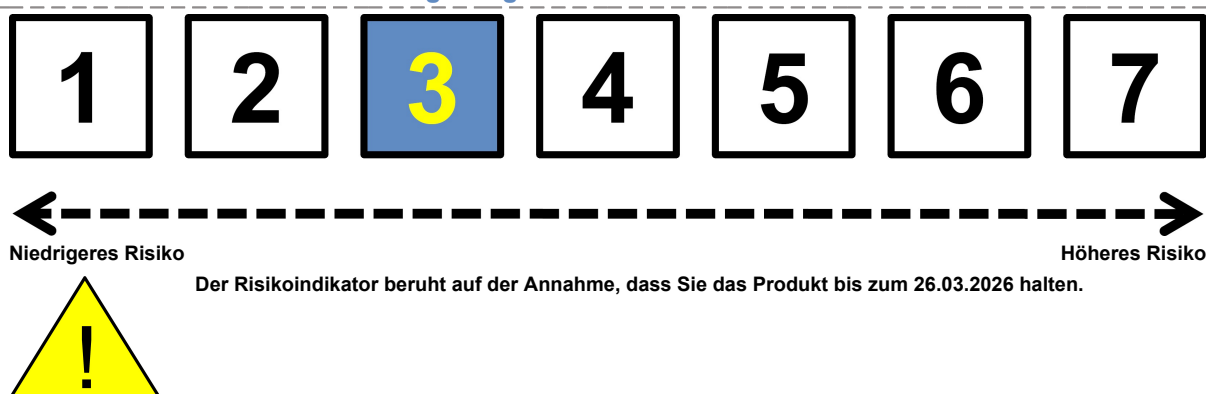 1 2 3 4 5 6 7
Niedrigeres Risiko Höheres Risiko
Der Risikoindikator beruht auf der Annahme, dass Sie das Produkt bis zum 26.03.2026 halten.
!